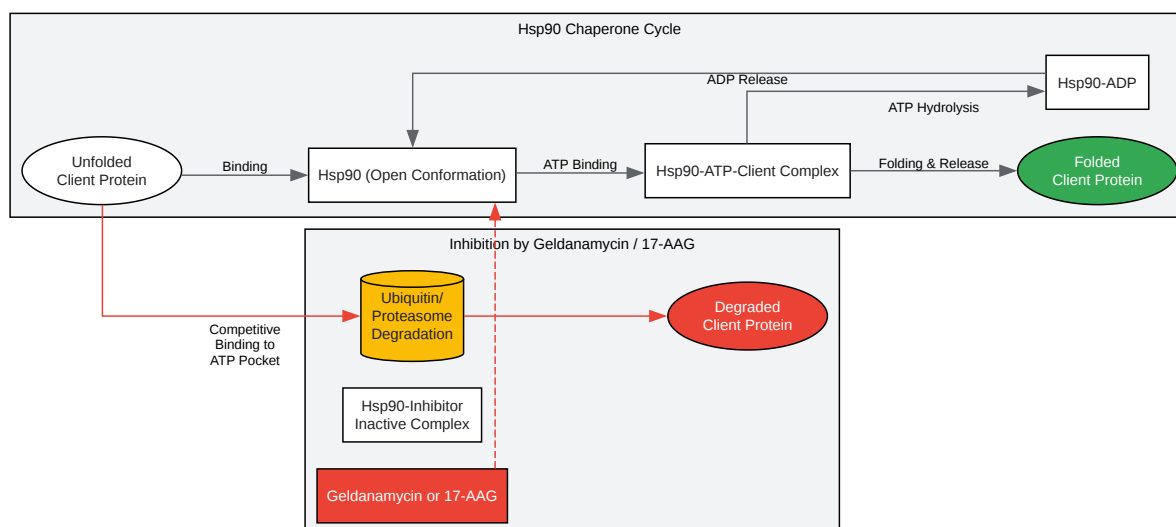 Hsp90 Chaperone Cycle
ADP Release
Hsp90-ADP
ATP Hydrolysis
Unfolded
Client Protein
Binding
Hsp90 (Open Conformation)
ATP Binding
Hsp90-ATP-Client Complex
Folding & Release
Folded
Client Protein
Inhibition by Geldanamycin / 17-AAG
Ubiquitin/
Proteasome
Degradation
Degraded
Client Protein
Competitive
Binding to
ATP Pocket
Hsp90-Inhibitor
Inactive Complex
Geldanamycin or 17-AAG